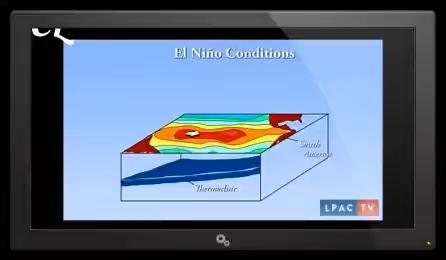 El Niño Conditions
South
America
Thermocline
LPAC TV